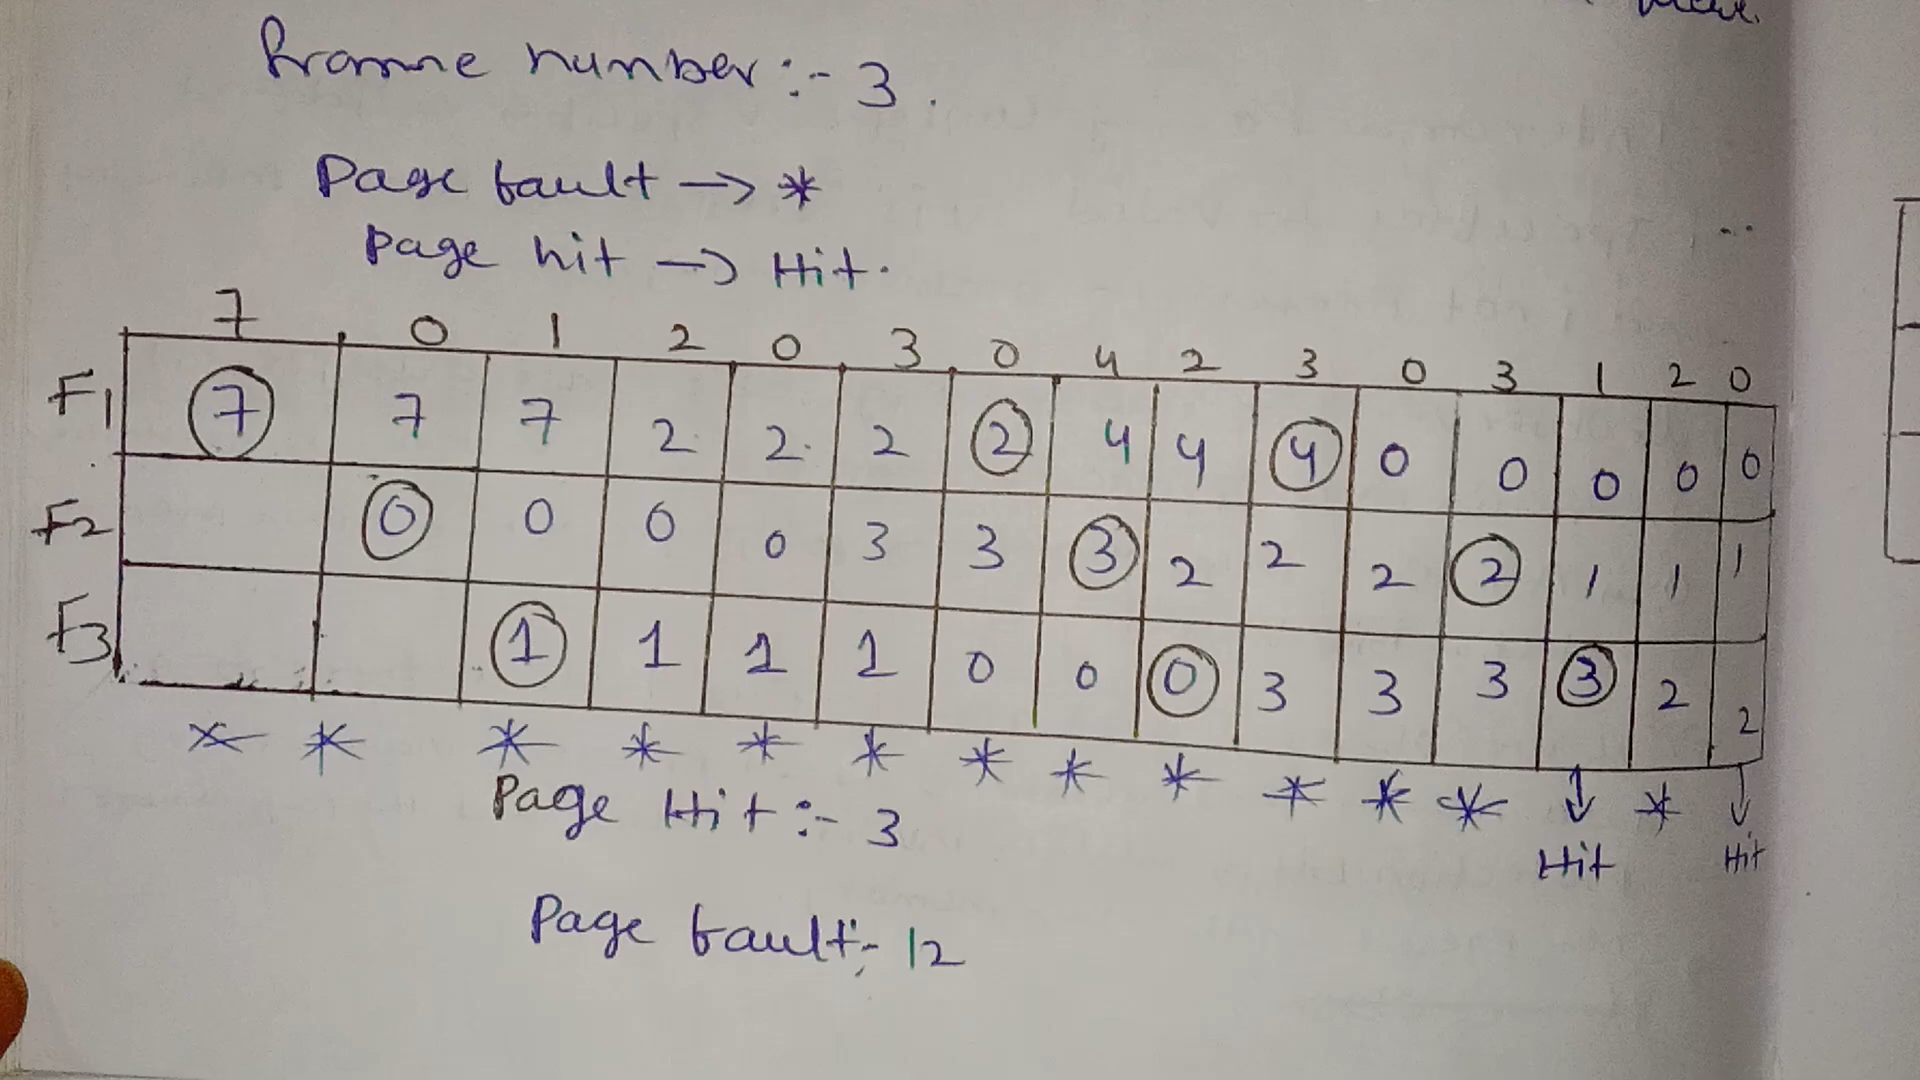 Frame number :- 3.
Page fault → *
Page hit → Hit.
7 0 1 2 0 3 0 4 2 3 0 3 1 2 0
F1 7 7 7 2 2 2 2 4 4 4 0 0 0 0 0
F2 0 0 0 0 3 3 3 2 2 2 2 1 1 1
F3 1 1 1 1 0 0 0 3 3 3 3 2 2
* * * * * * * * * * * * ↓ * ↓
Hit Hit
Page Hit :- 3
Page fault :- 12